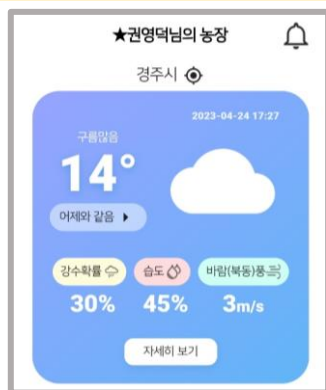 ★권영덕님의 농장
경주시
2023-04-24 17:27
구름많음
14°
어제와 같음
강수확률 습도 바람(북동)풍
30% 45% 3m/s
자세히 보기